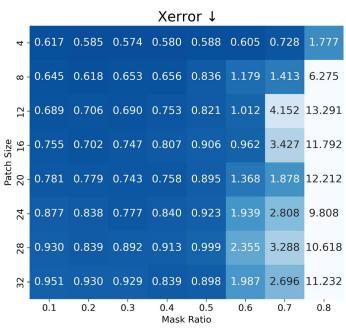 Xerror ↓
Patch Size
4 0.617 0.585 0.574 0.580 0.588 0.605 0.728 1.777
8 0.645 0.618 0.653 0.656 0.836 1.179 1.413 6.275
12 0.689 0.706 0.690 0.753 0.821 1.012 4.152 13.291
16 0.755 0.702 0.747 0.807 0.906 0.962 3.427 11.792
20 0.781 0.779 0.743 0.758 0.895 1.368 1.878 12.212
24 0.877 0.838 0.777 0.840 0.923 1.939 2.808 9.808
28 0.930 0.839 0.892 0.913 0.999 2.355 3.288 10.618
32 0.951 0.930 0.929 0.839 0.898 1.987 2.696 11.232
0.1 0.2 0.3 0.4 0.5 0.6 0.7 0.8
Mask Ratio